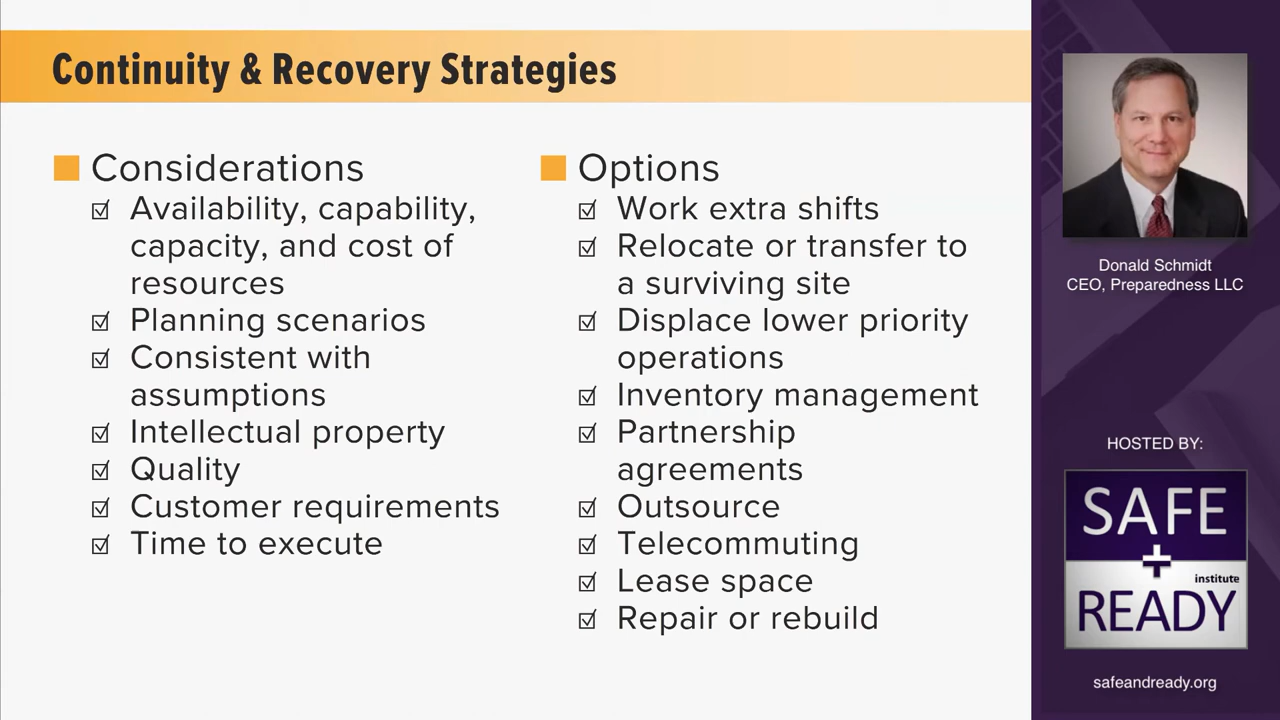 Continuity & Recovery Strategies
Considerations
Availability, capability,
capacity, and cost of
resources
Planning scenarios
Consistent with
assumptions
Intellectual property
Quality
Customer requirements
Time to execute
Options
Work extra shifts
Relocate or transfer to
a surviving site
Displace lower priority
operations
Inventory management
Partnership
agreements
Outsource
Telecommuting
Lease space
Repair or rebuild
Donald Schmidt
CEO, Preparedness LLC
HOSTED BY:
SAFE
+
institute
READY
safeandready.org